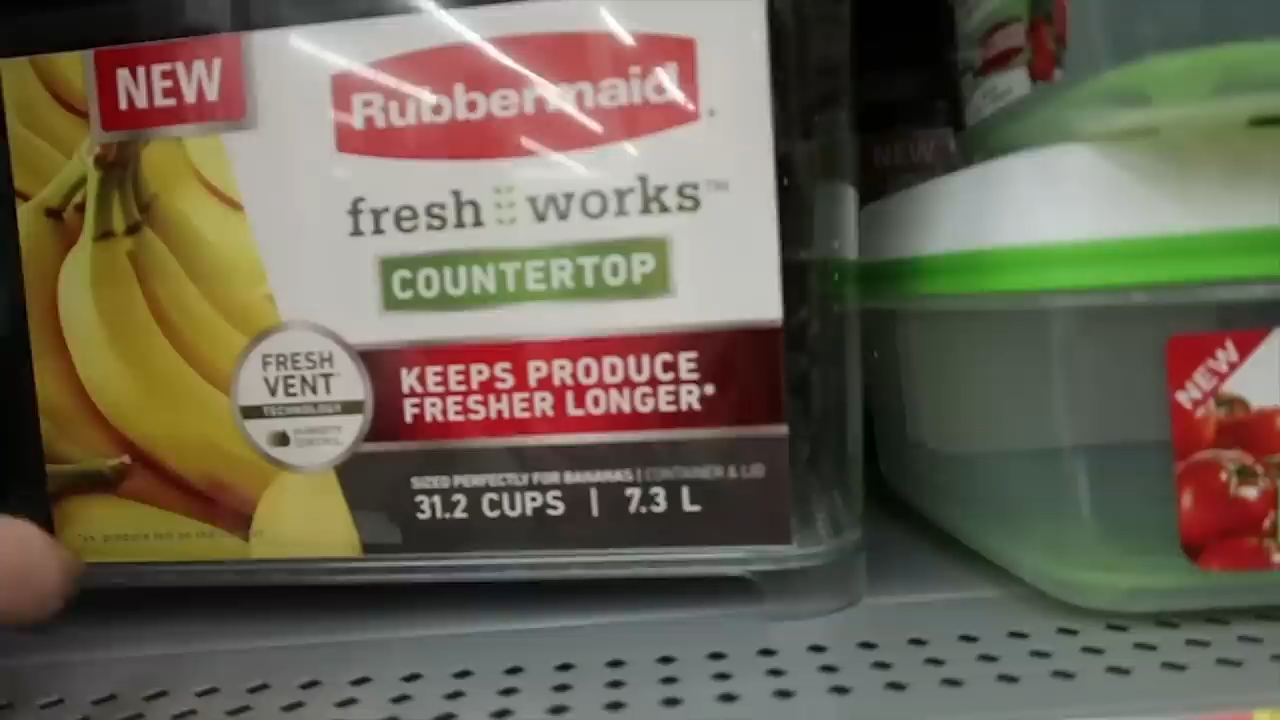 NEW
Rubbermaid
fresh works™
COUNTERTOP
FRESH
VENT
TECHNOLOGY
KEEPS PRODUCE
FRESHER LONGER*
SIZED PERFECTLY FOR BANANAS | CONTAINER & LID
31.2 CUPS | 7.3 L
NEW
NEW